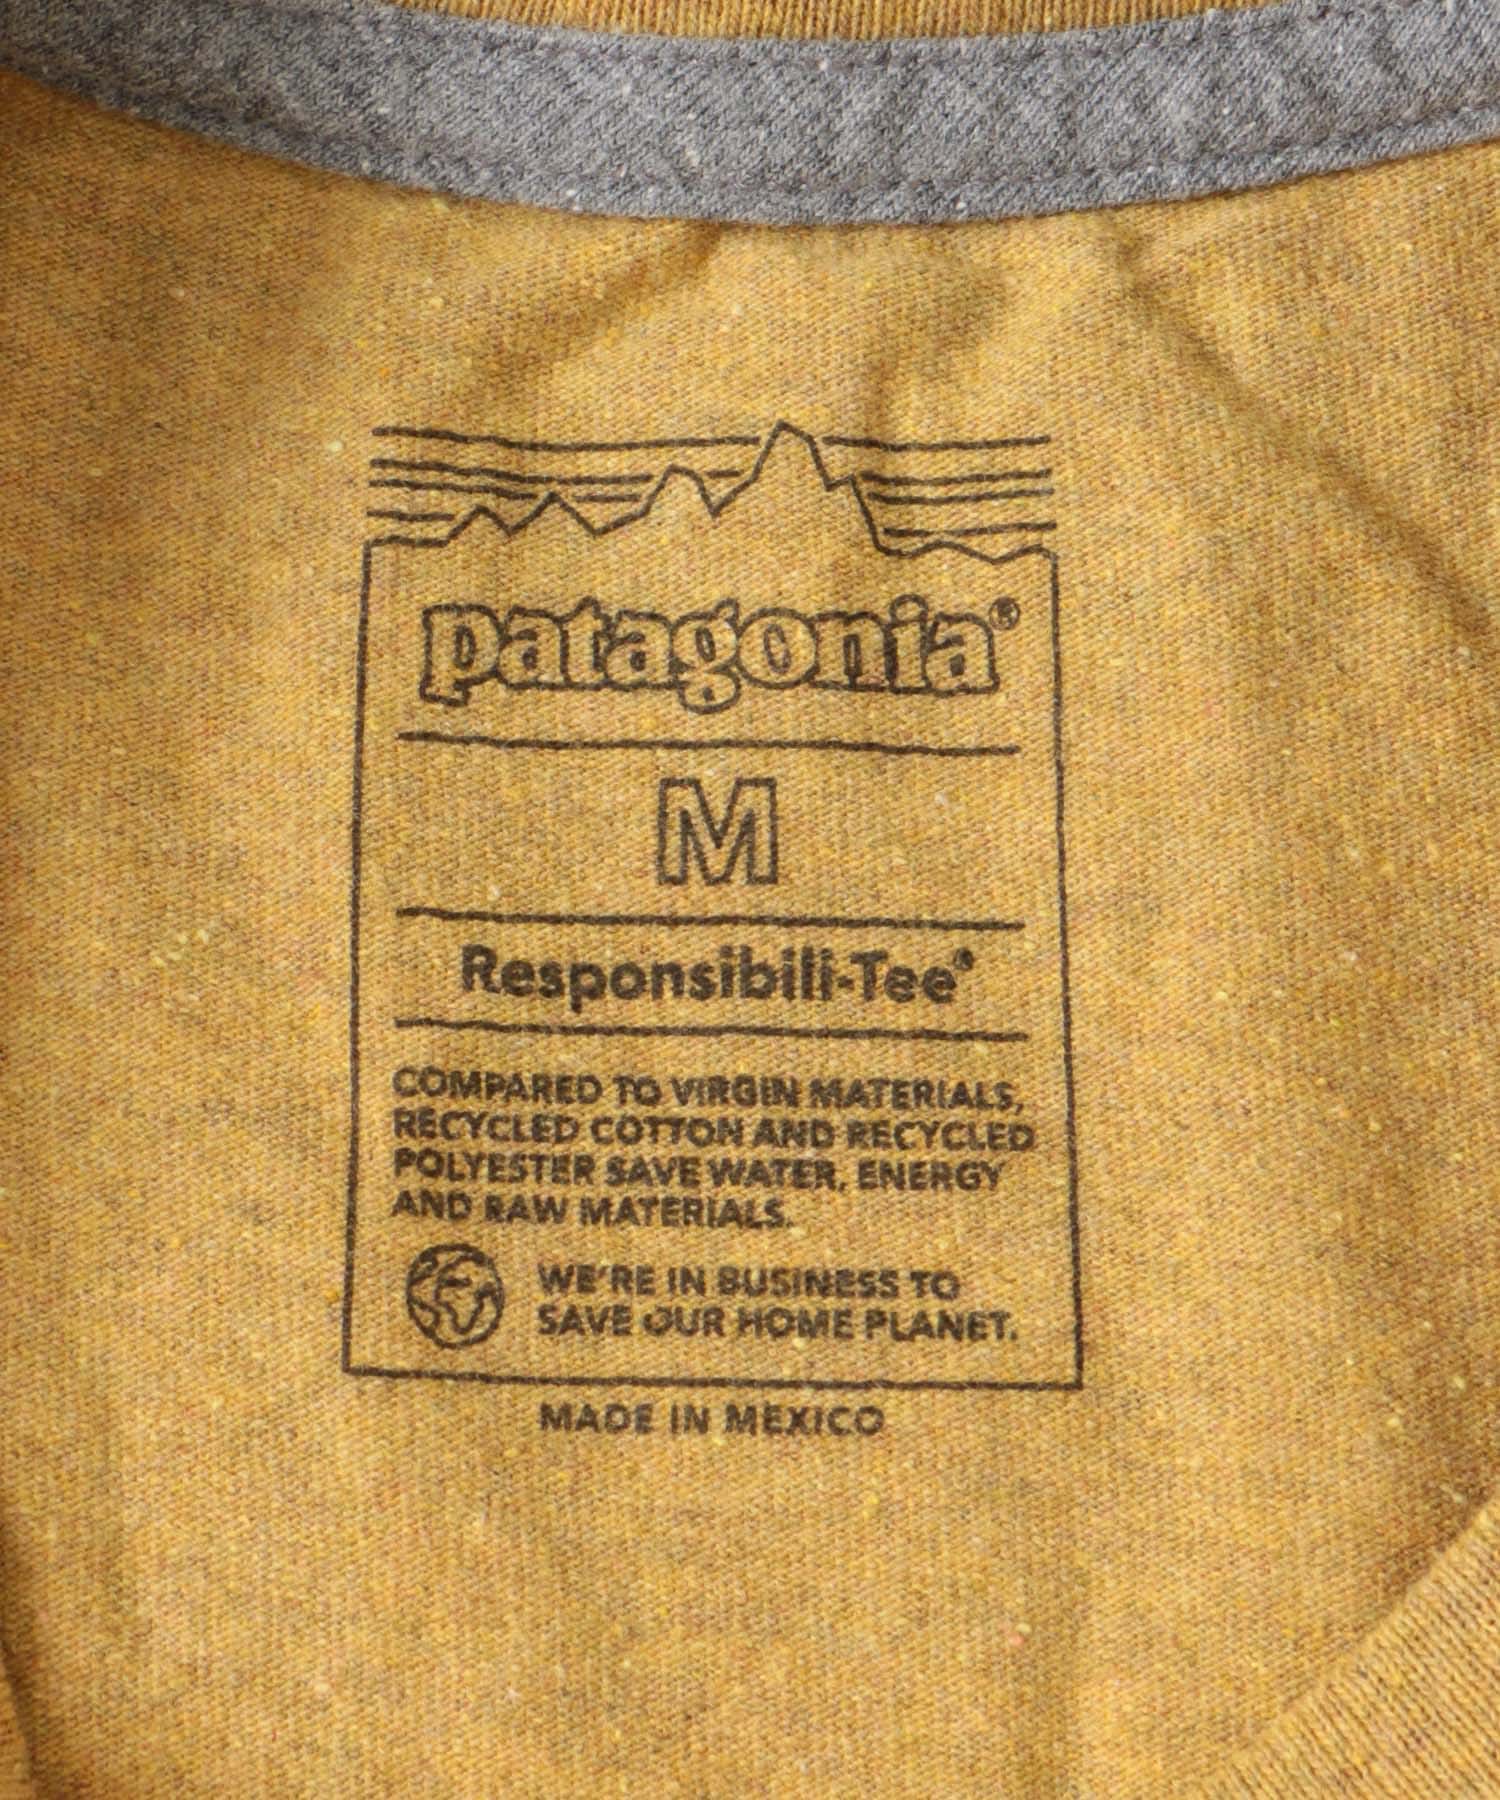 patagonia®
M
Responsibili-Tee®
COMPARED TO VIRGIN MATERIALS,
RECYCLED COTTON AND RECYCLED
POLYESTER SAVE WATER, ENERGY
AND RAW MATERIALS.
WE'RE IN BUSINESS TO
SAVE OUR HOME PLANET.
MADE IN MEXICO